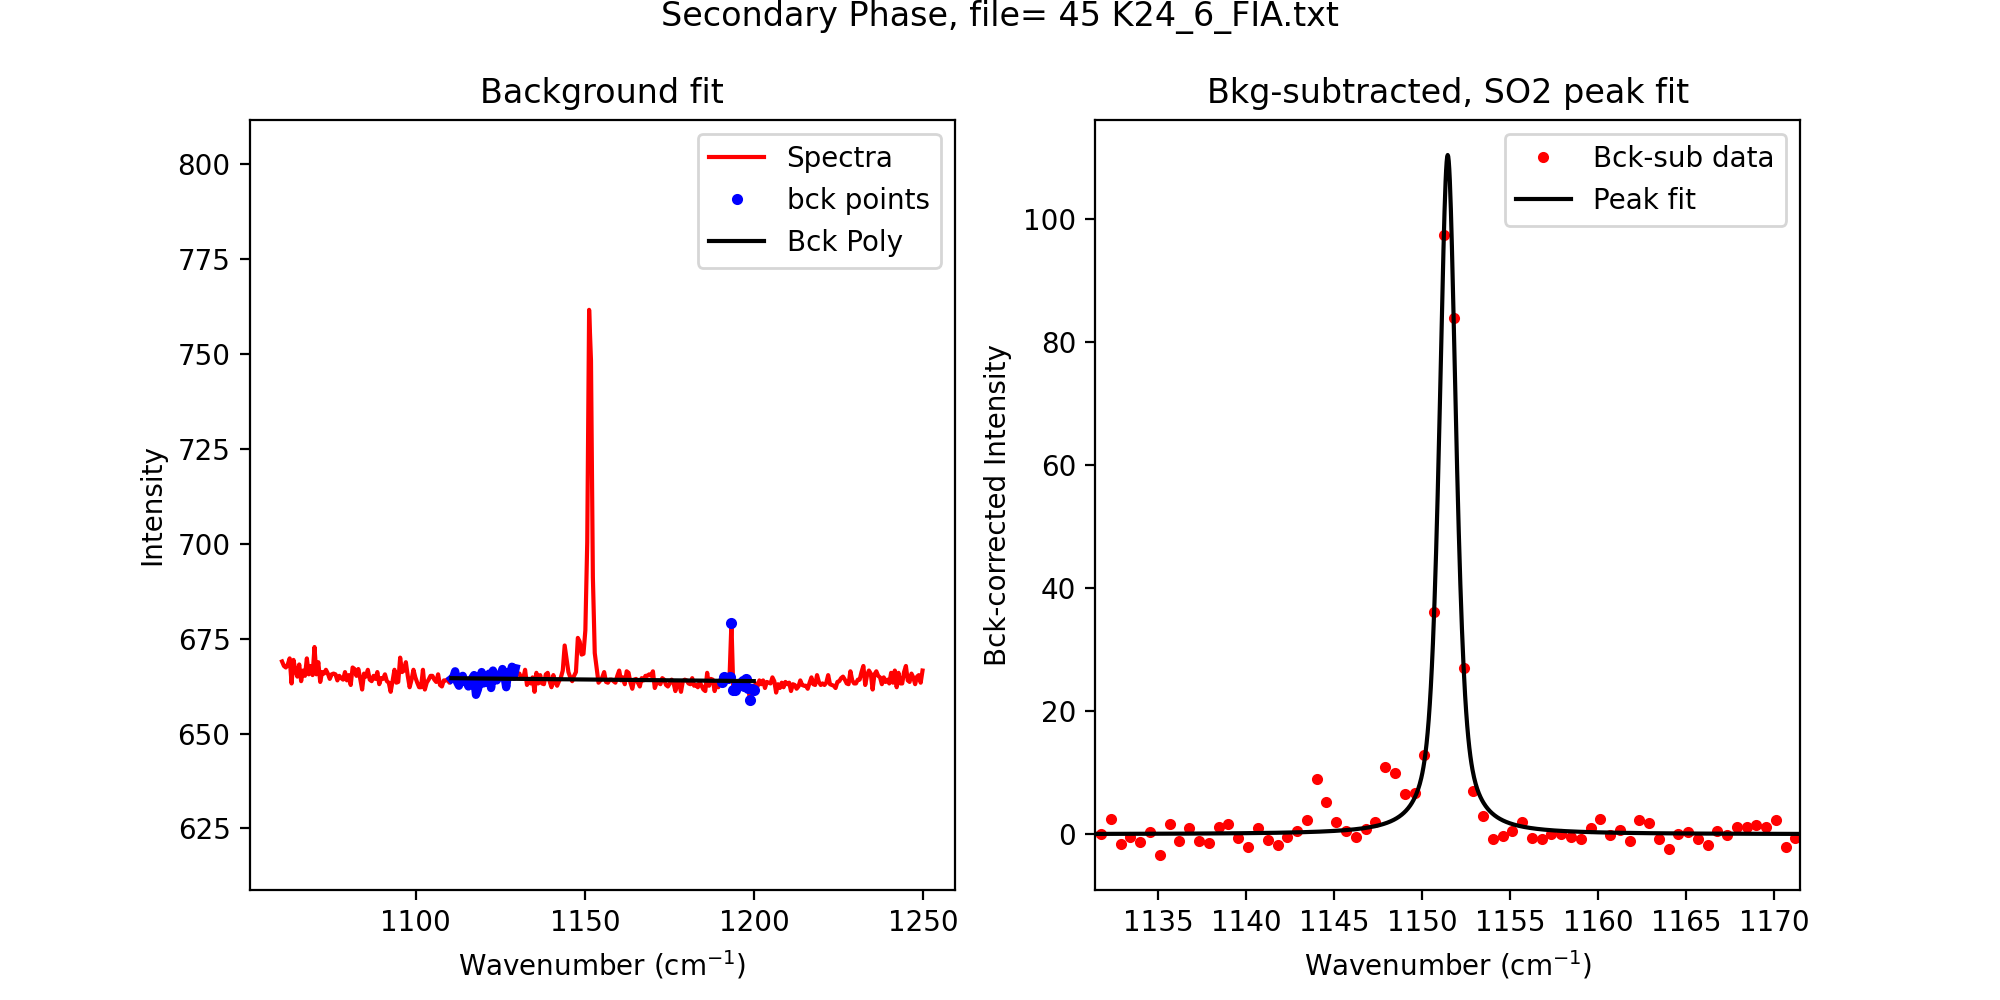 Secondary Phase, file= 45 K24_6_FIA.txt
Background fit
Spectra
bck points
Bck Poly
800
775
750
725
700
675
650
625
Intensity
1100 1150 1200 1250
Wavenumber (cm⁻¹)
Bkg-subtracted, SO2 peak fit
Bck-sub data
Peak fit
100
80
60
40
20
0
Bck-corrected Intensity
1135 1140 1145 1150 1155 1160 1165 1170
Wavenumber (cm⁻¹)